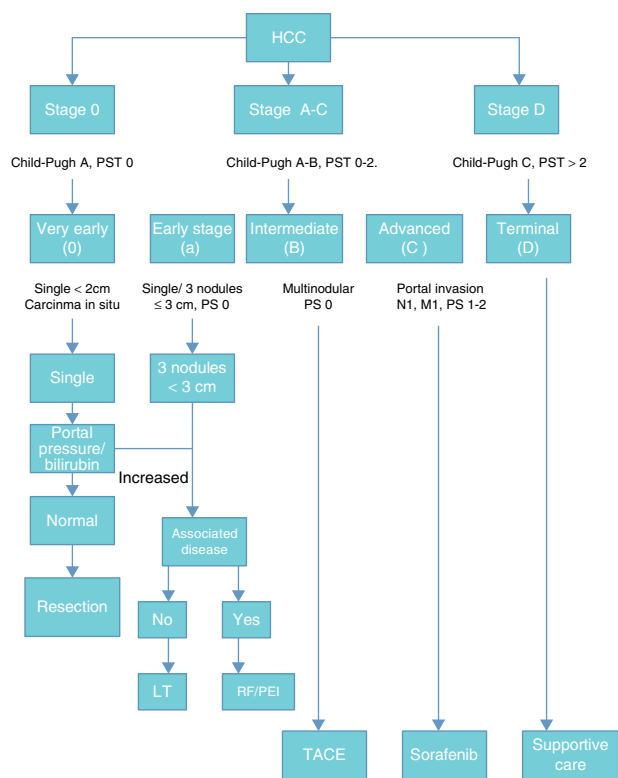 HCC
Stage 0
Stage A-C
Stage D
Child-Pugh A, PST 0
Child-Pugh A-B, PST 0-2.
Child-Pugh C, PST > 2
Very early
(0)
Early stage
(a)
Intermediate
(B)
Advanced
(C )
Terminal
(D)
Single < 2cm
Carcinma in situ
Single/ 3 nodules
≤ 3 cm, PS 0
Multinodular
PS 0
Portal invasion
N1, M1, PS 1-2
Single
3 nodules
< 3 cm
Portal
pressure/
bilirubin
Increased
Normal
Associated
disease
Resection
No
Yes
LT
RF/PEI
TACE
Sorafenib
Supportive
care